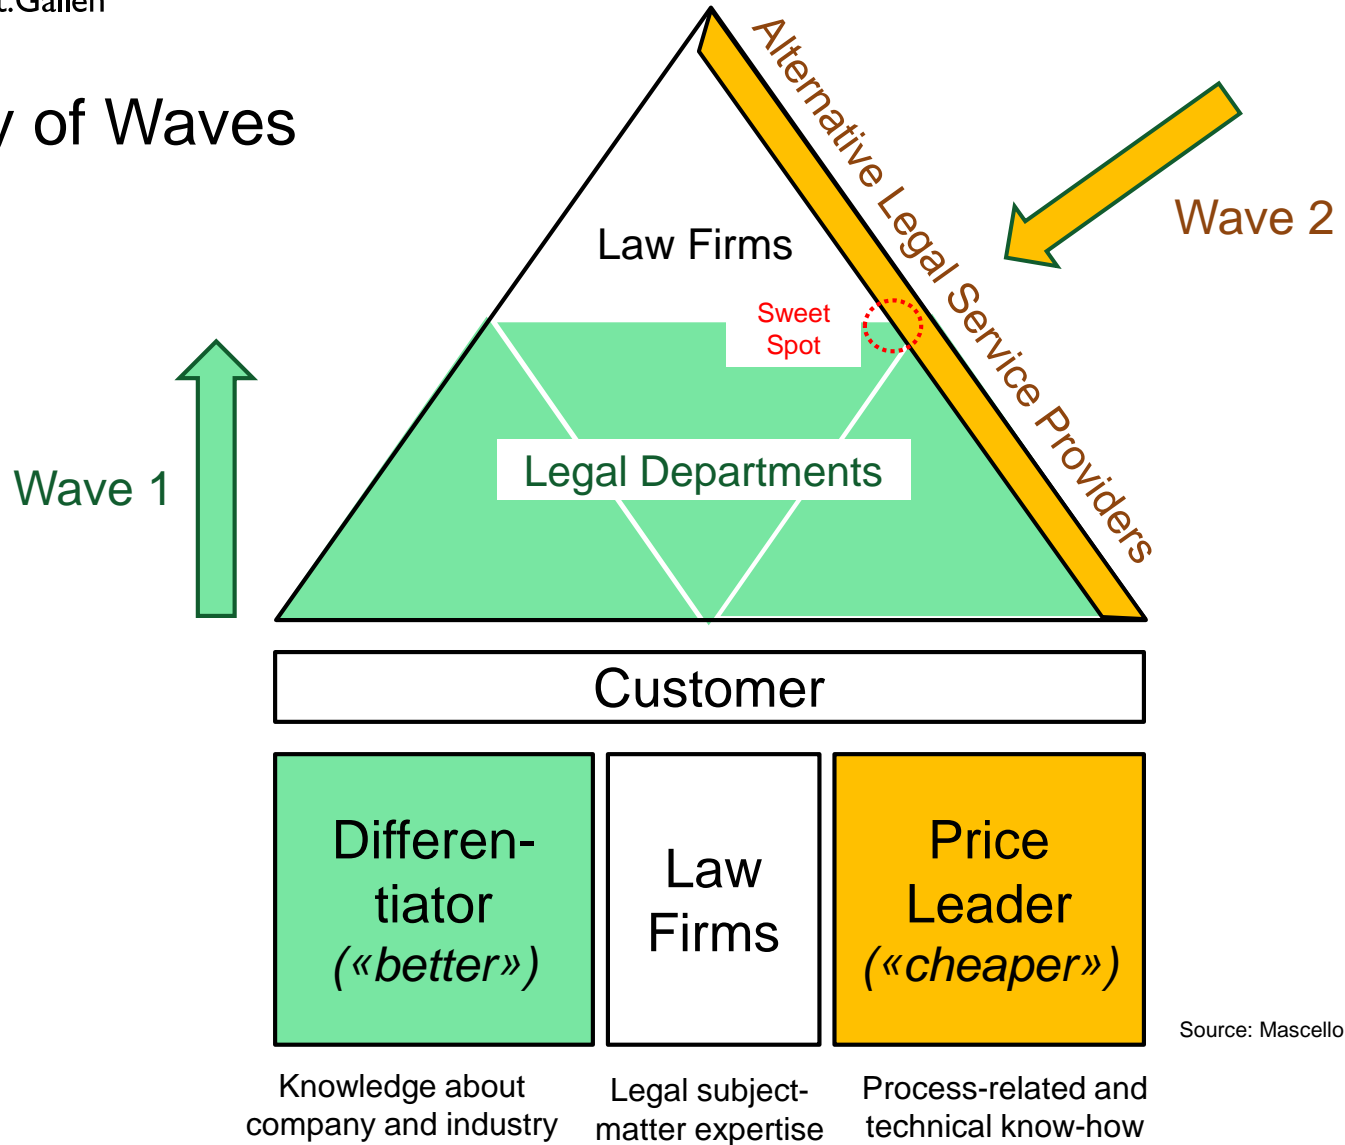 t.Gallen
y of Waves
Alternative Legal Service Providers
Wave 2
Law Firms
Sweet
Spot
Legal Departments
Wave 1
Customer
Differen-
tiator
(«better»)
Law
Firms
Price
Leader
(«cheaper»)
Source: Mascello
Knowledge about
company and industry
Legal subject-
matter expertise
Process-related and
technical know-how